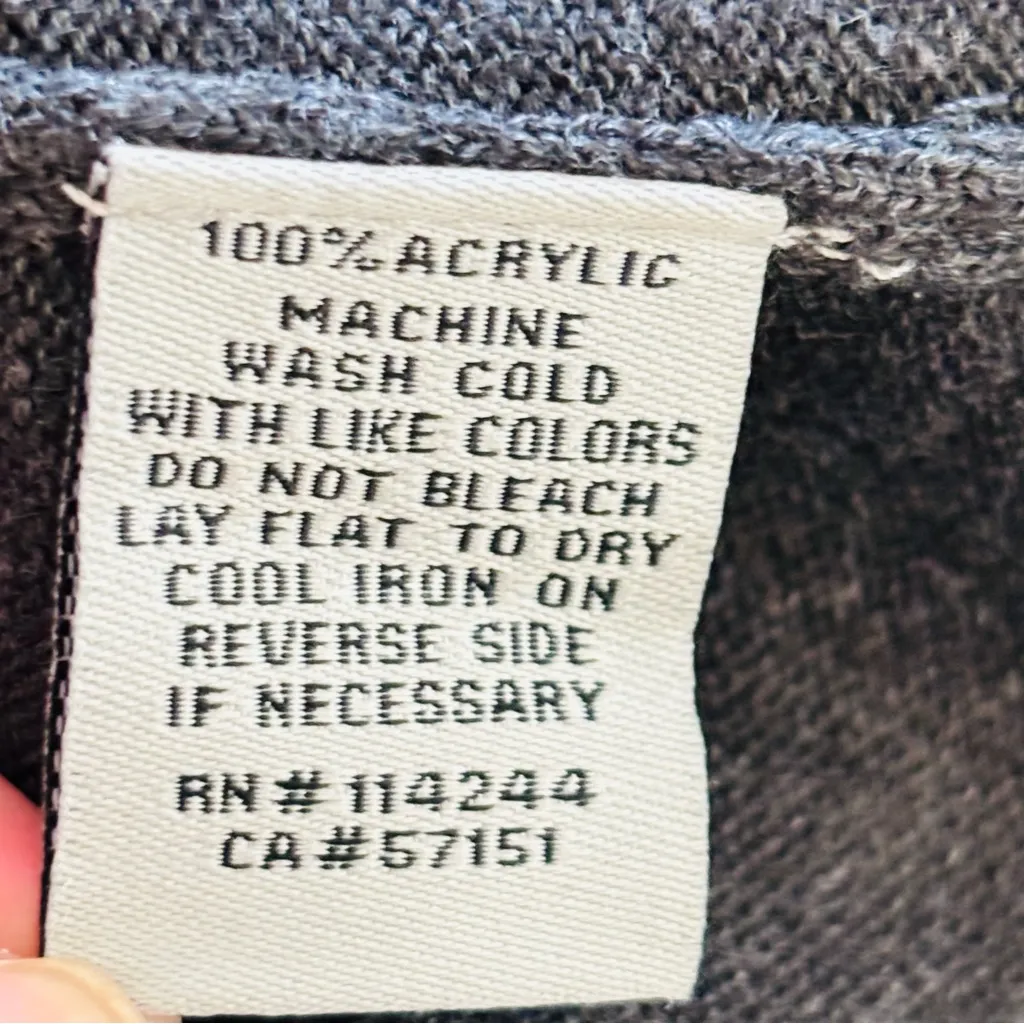 100% ACRYLIC
MACHINE
WASH COLD
WITH LIKE COLORS
DO NOT BLEACH
LAY FLAT TO DRY
COOL IRON ON
REVERSE SIDE
IF NECESSARY
RN # 114244
CA # 57151